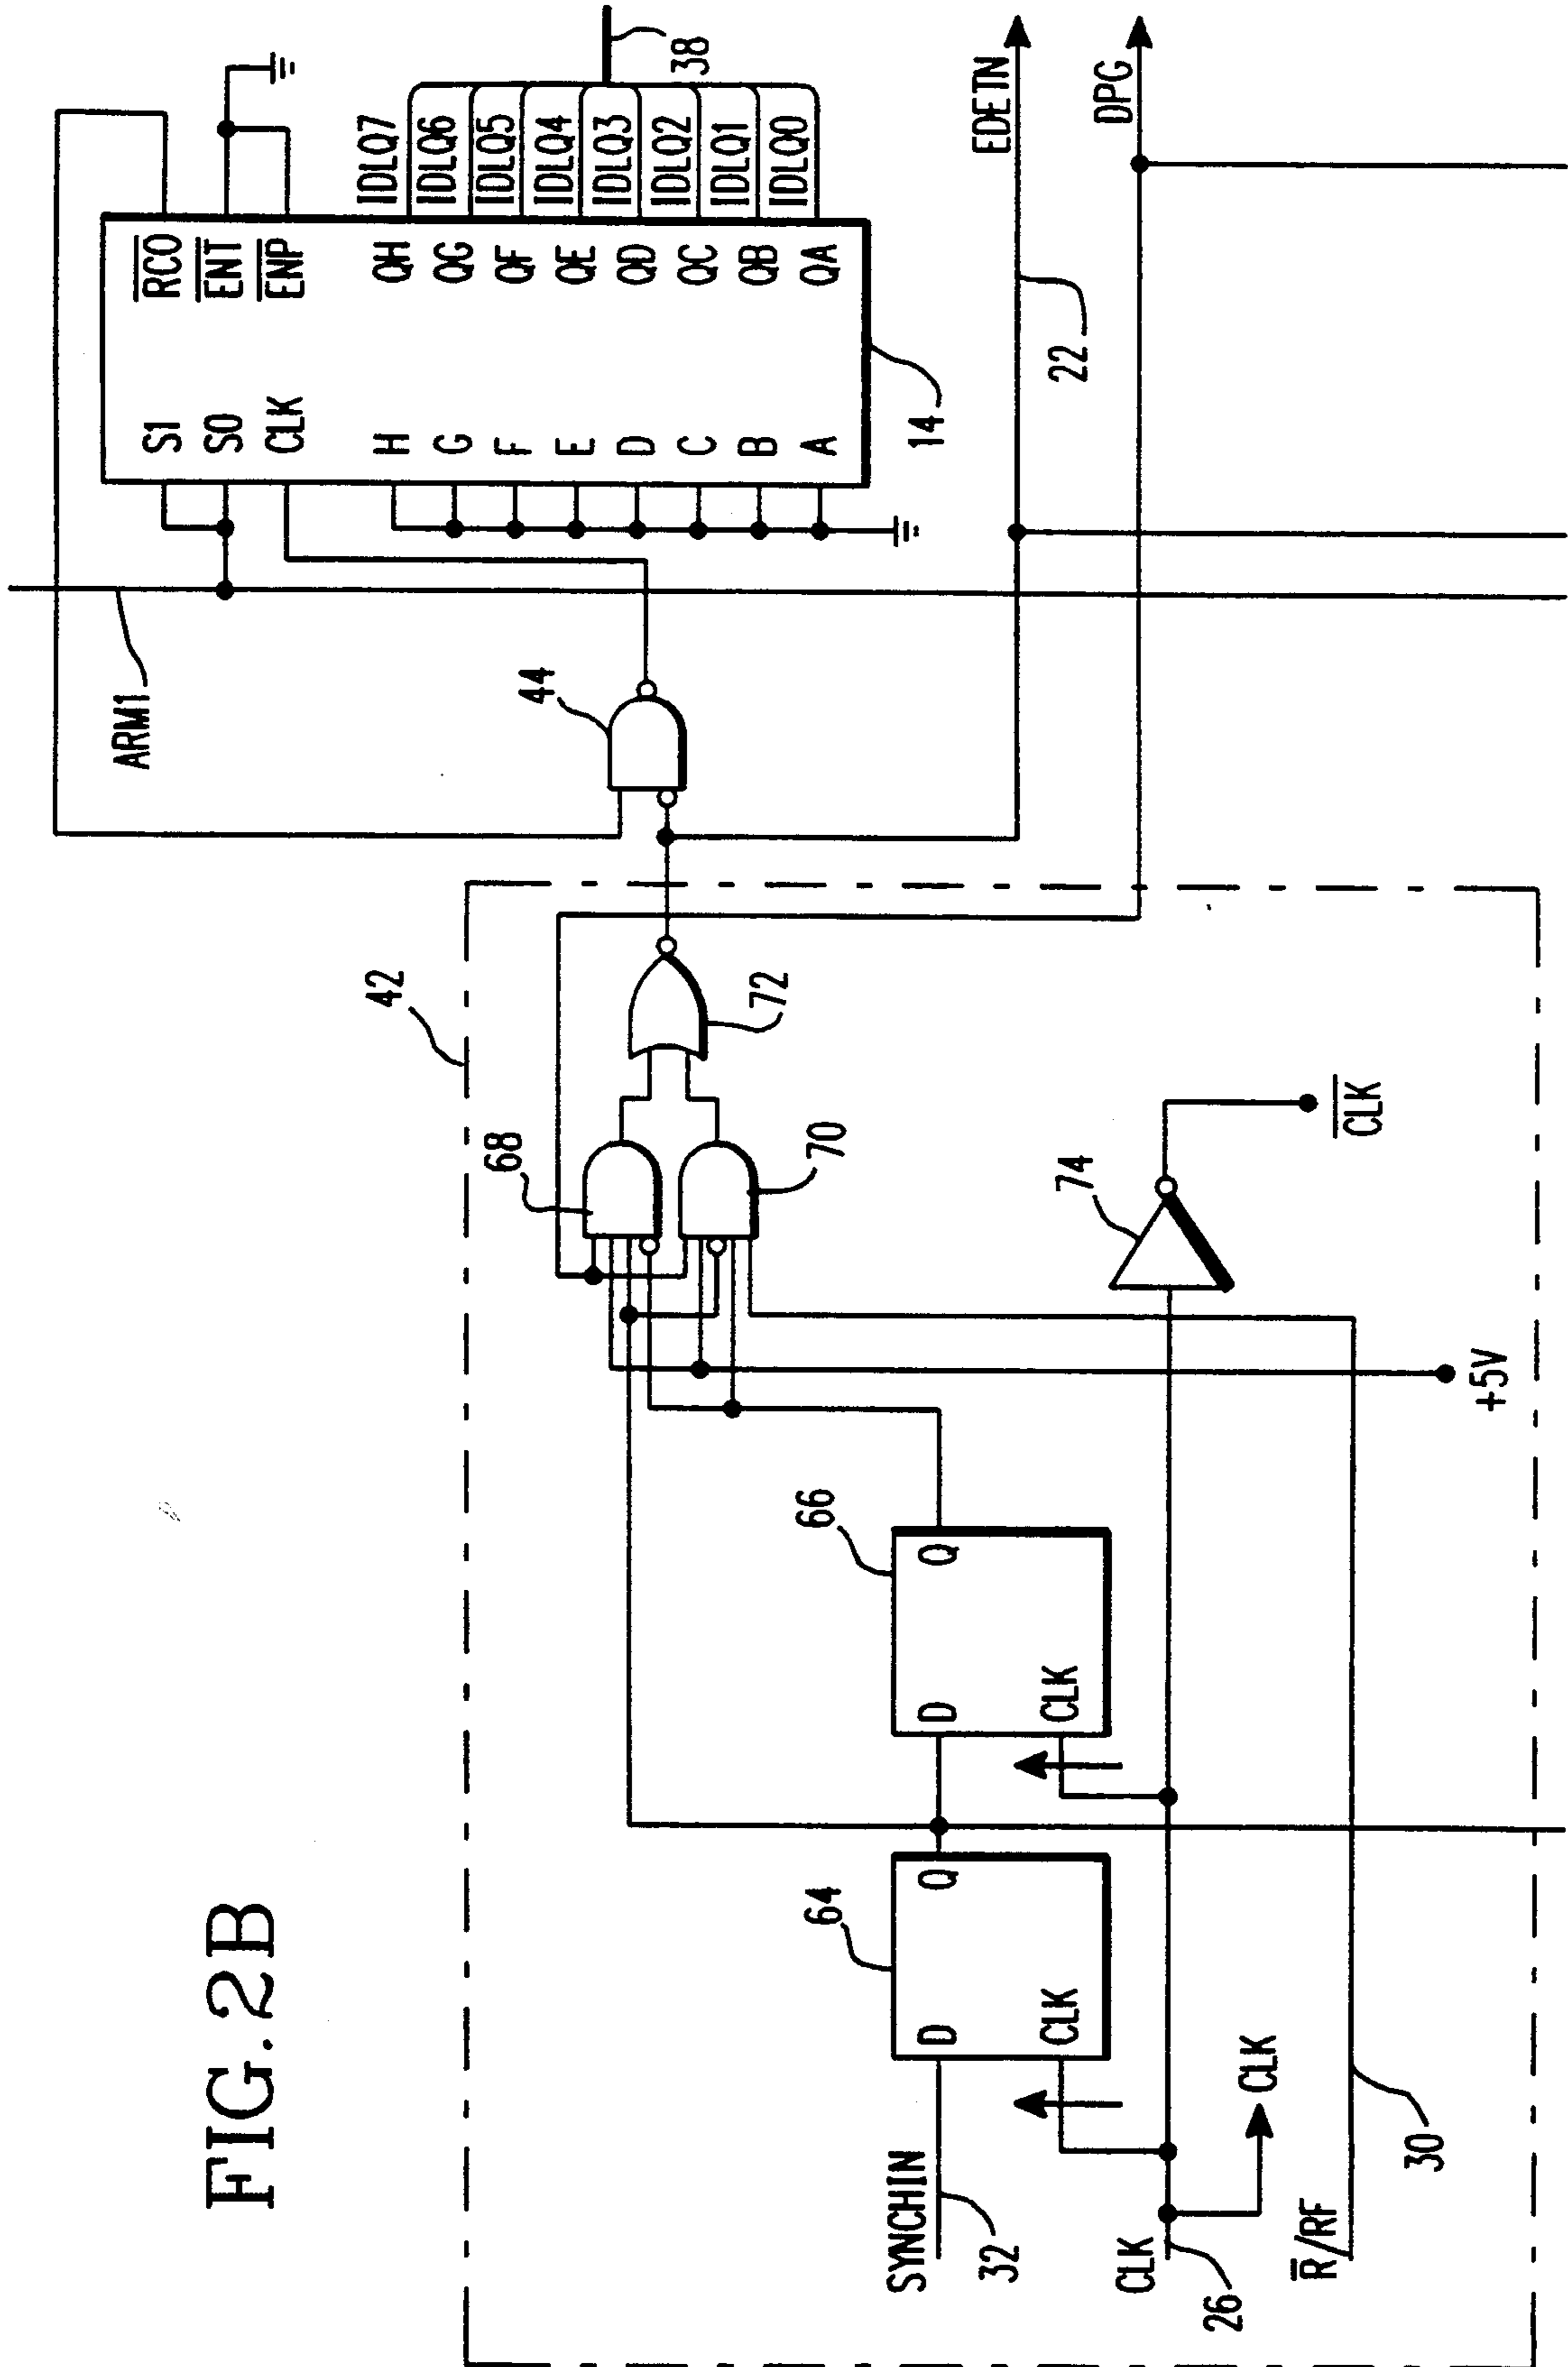 FIG.2B
ARM1
S1
S0
CLK
H
G
F
E
D
C
B
A
RCO
ENT
ENP
QH
QG
QF
QE
QD
QC
QB
QA
IDLQ7
IDLQ6
IDLQ5
IDLQ4
IDLQ3
IDLQ2
IDLQ1
IDLQ0
38
14
44
EDETN
22
DPG
42
68
70
72
74
CLK
+5V
SYNCHIN
32
64
D
Q
CLK
66
D
Q
CLK
CLK
26
CLK
R/RF
30